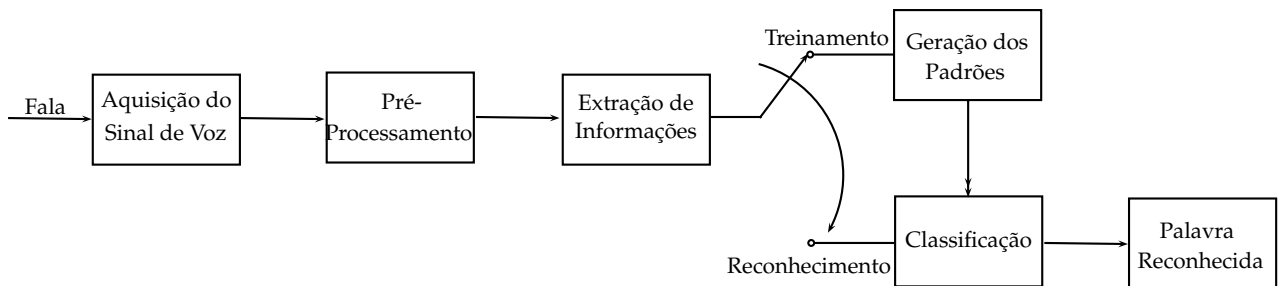 Fala
Aquisição do
Sinal de Voz
Pré-
Processamento
Extração de
Informações
Treinamento
Geração dos
Padrões
Reconhecimento
Classificação
Palavra
Reconhecida